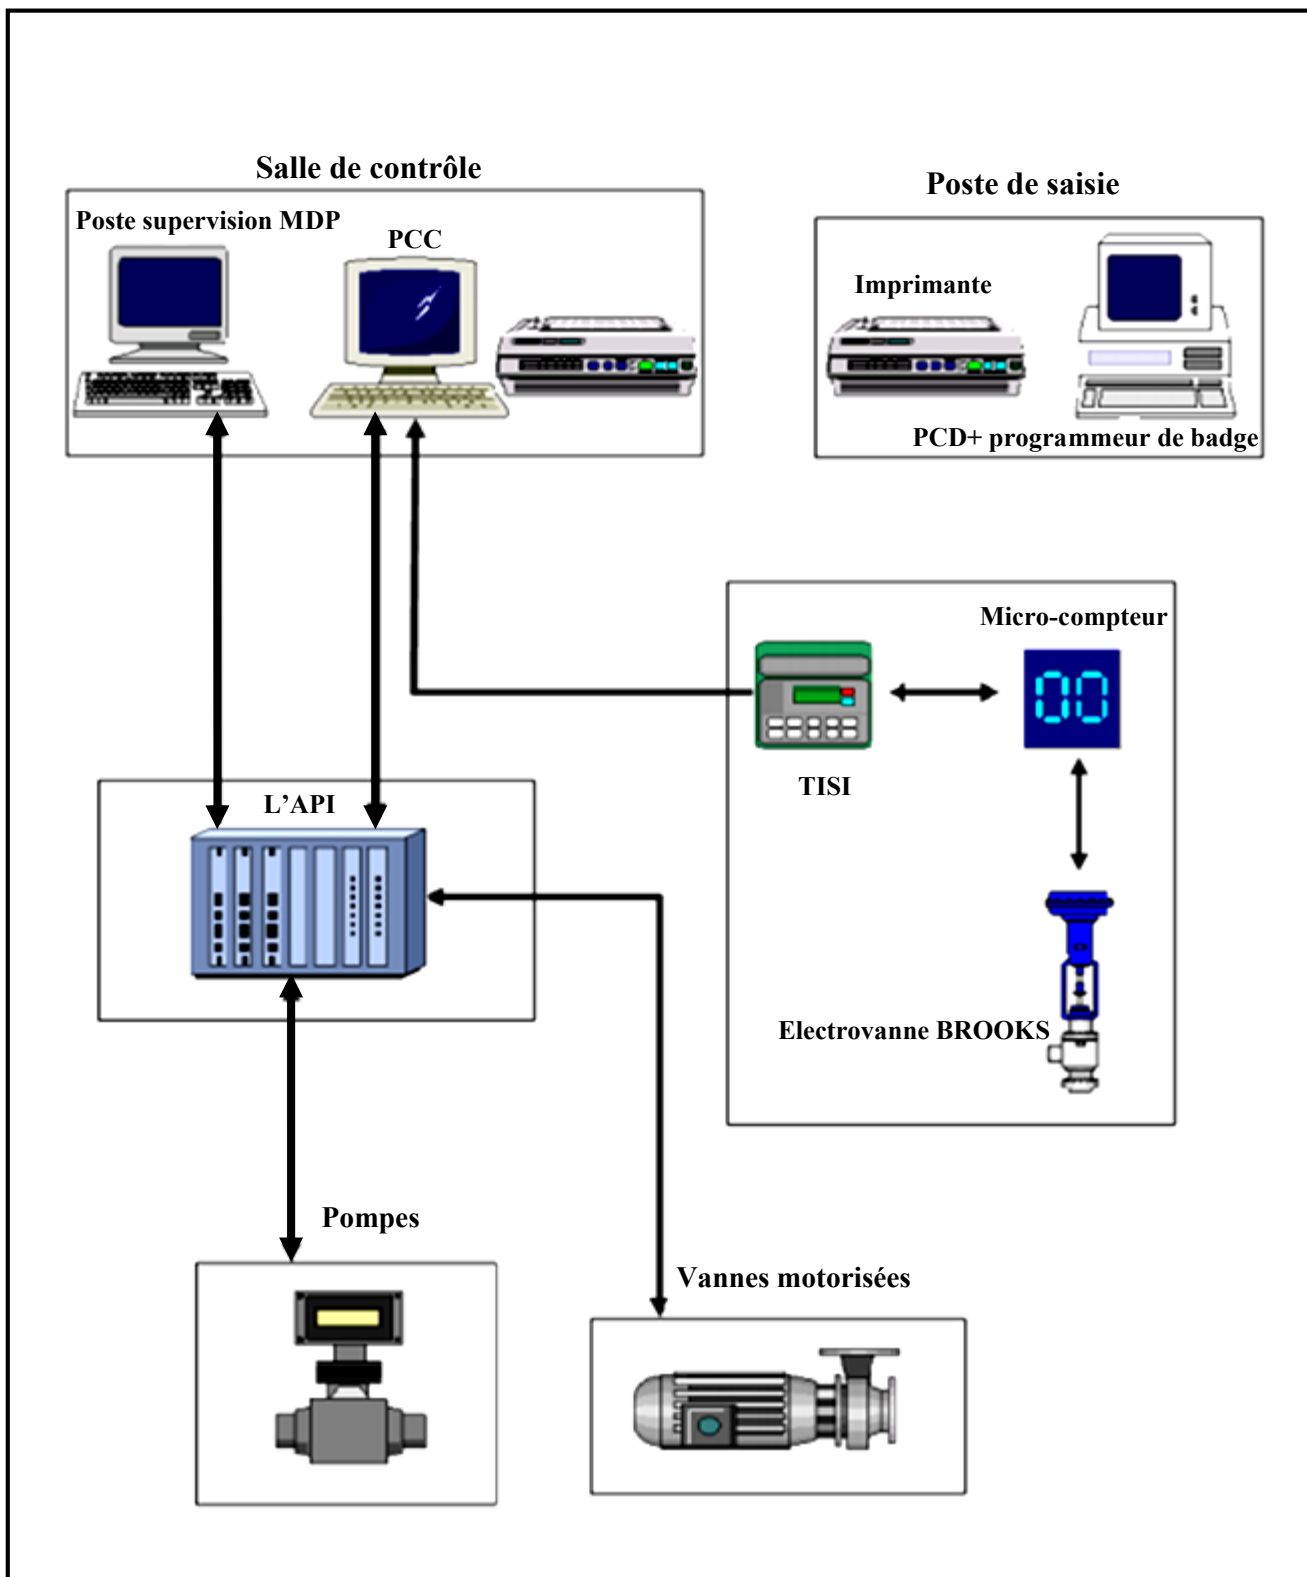 Salle de contrôle
Poste de saisie
Poste supervision MDP
PCC
Imprimante
PCD+ programmeur de badge
Micro-compteur
00
TISI
L’API
Electrovanne BROOKS
Pompes
Vannes motorisées